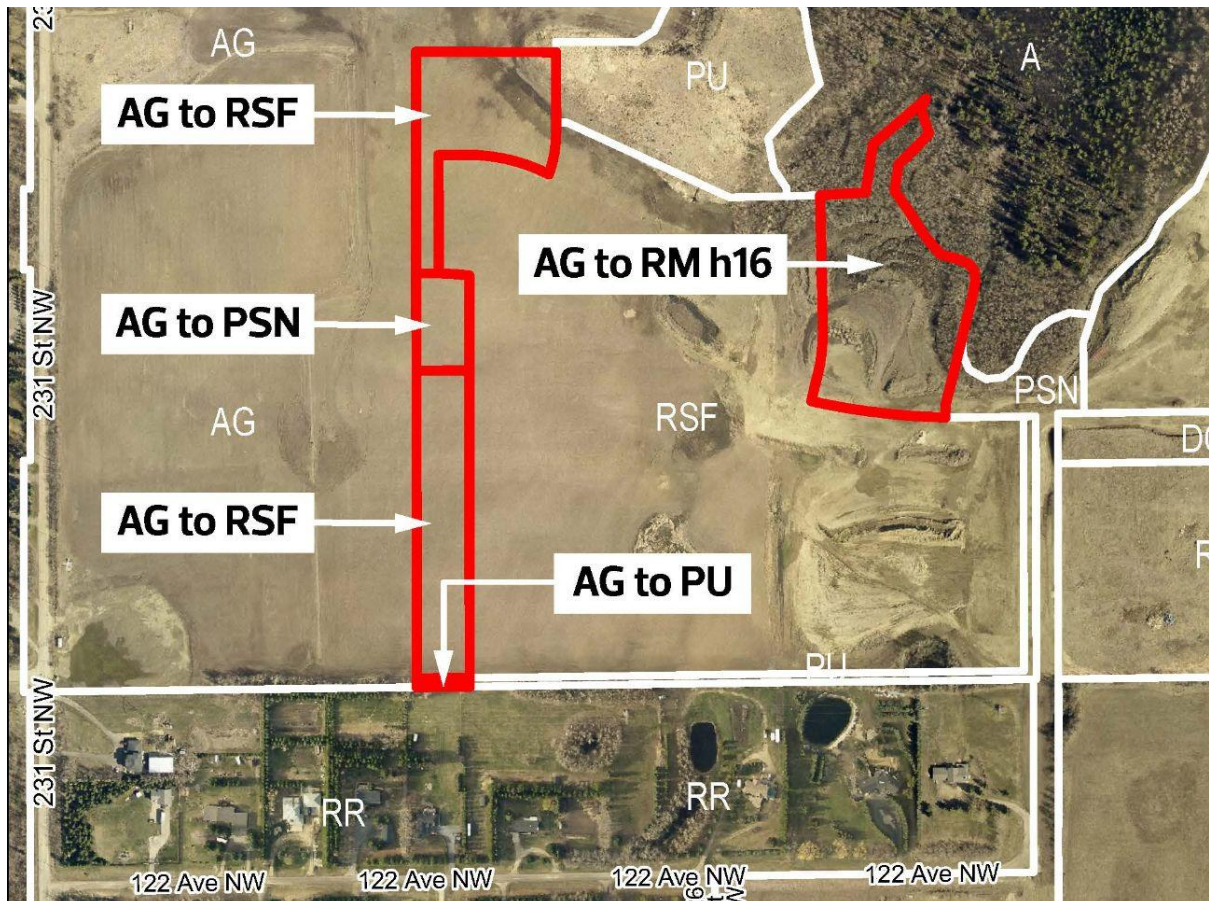 23
AG
PU
A
AG to RSF
AG to RM h16
AG to PSN
231 St NW
PSN
AG
RSF
DC
AG to RSF
R
AG to PU
PU
231 St NW
RR
RR
122 Ave NW
122 Ave NW
122 Ave NW
122 Ave NW